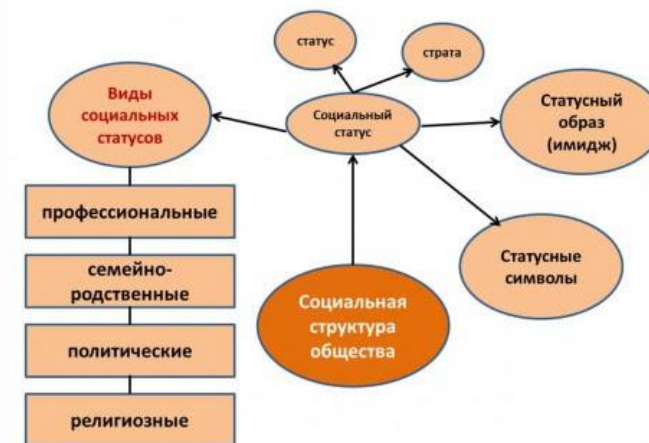 статус
страта
Виды
социальных
статусов
Социальный
статус
Статусный
образ
(имидж)
профессиональные
семейно-
родственные
Статусные
символы
Социальная
структура
общества
политические
религиозные